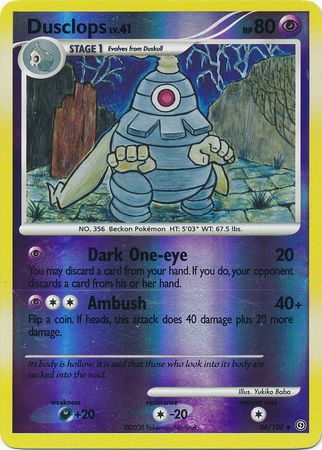 Dusclops LV.41 HP 80
STAGE 1 Evolves from Duskull
NO. 356 Beckon Pokémon HT: 5'03" WT: 67.5 lbs.
Dark One-eye 20
You may discard a card from your hand. If you do, your opponent
discards a card from his or her hand.
Ambush 40+
Flip a coin. If heads, this attack does 40 damage plus 20 more
damage.
Its body is hollow. It is said that those who look into its body are
sucked into the void.
Illus. Yukiko Baba
weakness resistance retreat cost
+20 -20
©2008 Pokémon/Nintendo 34/100